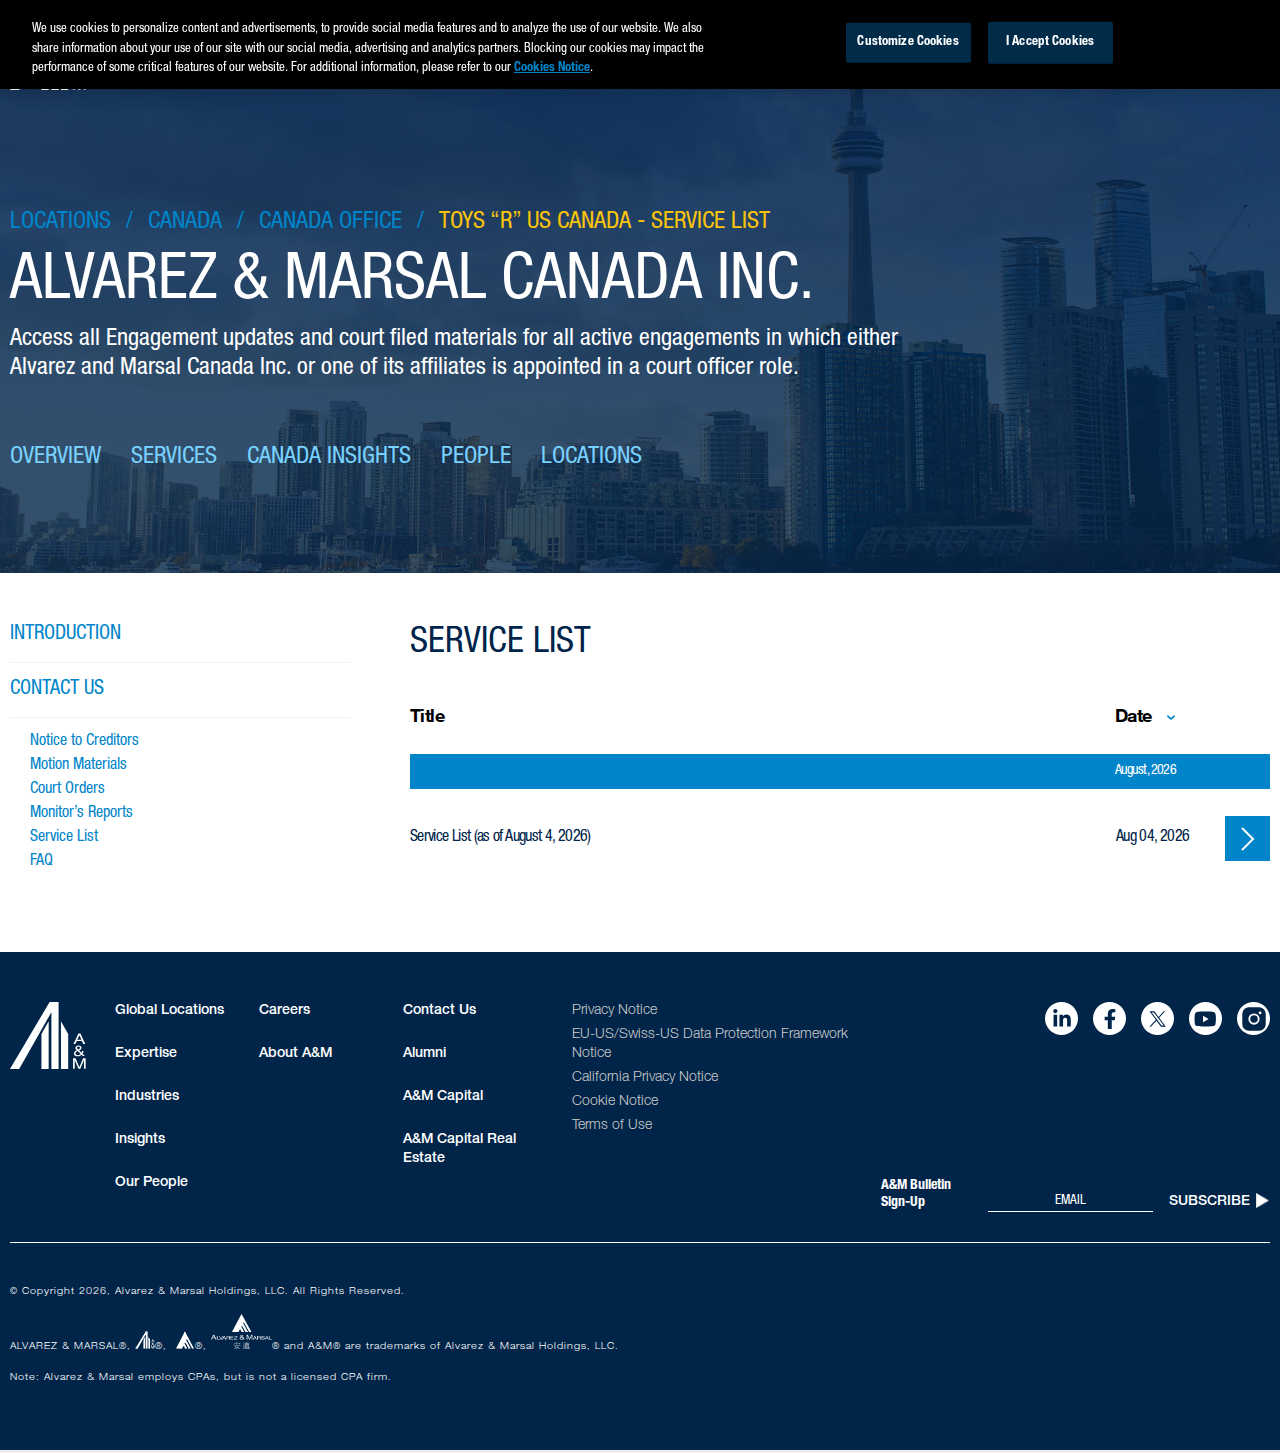 We use cookies to personalize content and advertisements, to provide social media features and to analyze the use of our website. We also
share information about your use of our site with our social media, advertising and analytics partners. Blocking our cookies may impact the
performance of some critical features of our website. For additional information, please refer to our Cookies Notice.
Customize Cookies
I Accept Cookies
LOCATIONS / CANADA / CANADA OFFICE / TOYS “R” US CANADA - SERVICE LIST
ALVAREZ & MARSAL CANADA INC.
Access all Engagement updates and court filed materials for all active engagements in which either
Alvarez and Marsal Canada Inc. or one of its affiliates is appointed in a court officer role.
OVERVIEW SERVICES CANADA INSIGHTS PEOPLE LOCATIONS
INTRODUCTION
CONTACT US
Notice to Creditors
Motion Materials
Court Orders
Monitor’s Reports
Service List
FAQ
SERVICE LIST
Title Date
August, 2026
Service List (as of August 4, 2026) Aug 04, 2026
A
&
M
Global Locations
Expertise
Industries
Insights
Our People
Careers
About A&M
Contact Us
Alumni
A&M Capital
A&M Capital Real
Estate
Privacy Notice
EU-US/Swiss-US Data Protection Framework
Notice
California Privacy Notice
Cookie Notice
Terms of Use
A&M Bulletin
Sign-Up
EMAIL
SUBSCRIBE
© Copyright 2026, Alvarez & Marsal Holdings, LLC. All Rights Reserved.
ALVAREZ & MARSAL®, ®, ®, ALVAREZ & MARSAL ® and A&M® are trademarks of Alvarez & Marsal Holdings, LLC.
Note: Alvarez & Marsal employs CPAs, but is not a licensed CPA firm.